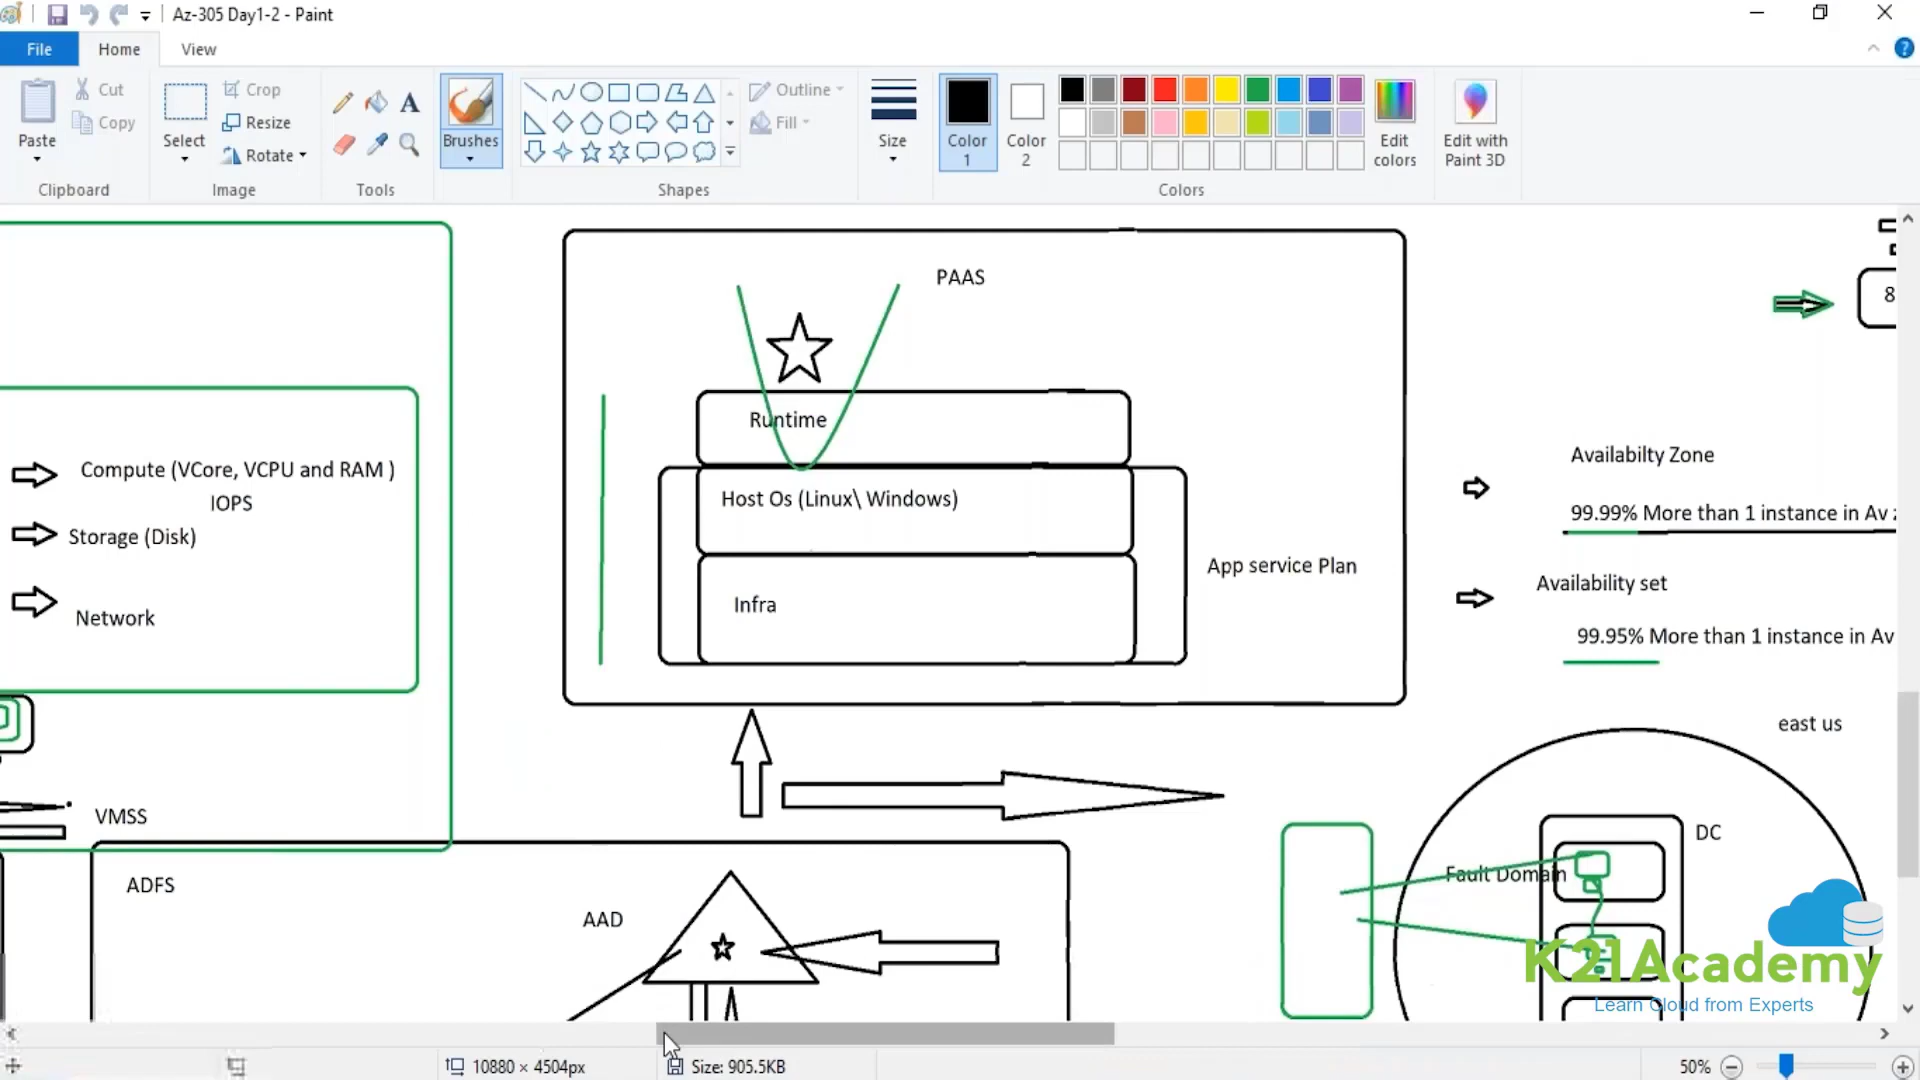 Az-305 Day1-2 - Paint
File
Home
View
Paste
Cut
Copy
Clipboard
Select
Crop
Resize
Rotate
Image
A
Tools
Brushes
Shapes
Outline
Fill
Size
Color
1
Color
2
Colors
Edit
colors
Edit with
Paint 3D
?
PAAS
Runtime
Host Os (Linux\ Windows)
Infra
App service Plan
Compute (VCore, VCPU and RAM )
IOPS
Storage (Disk)
Network
VMSS
ADFS
AAD
8
Availabilty Zone
99.99% More than 1 instance in Av
Availability set
99.95% More than 1 instance in Av
east us
DC
Fault Domain
K21Academy
Learn Cloud from Experts
10880 × 4504px
Size: 905.5KB
50%